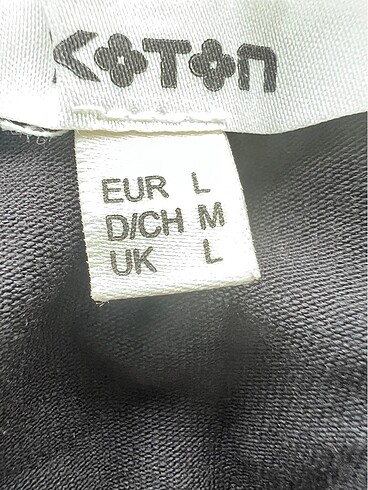 KOTON
EUR L
D/CH M
UK L